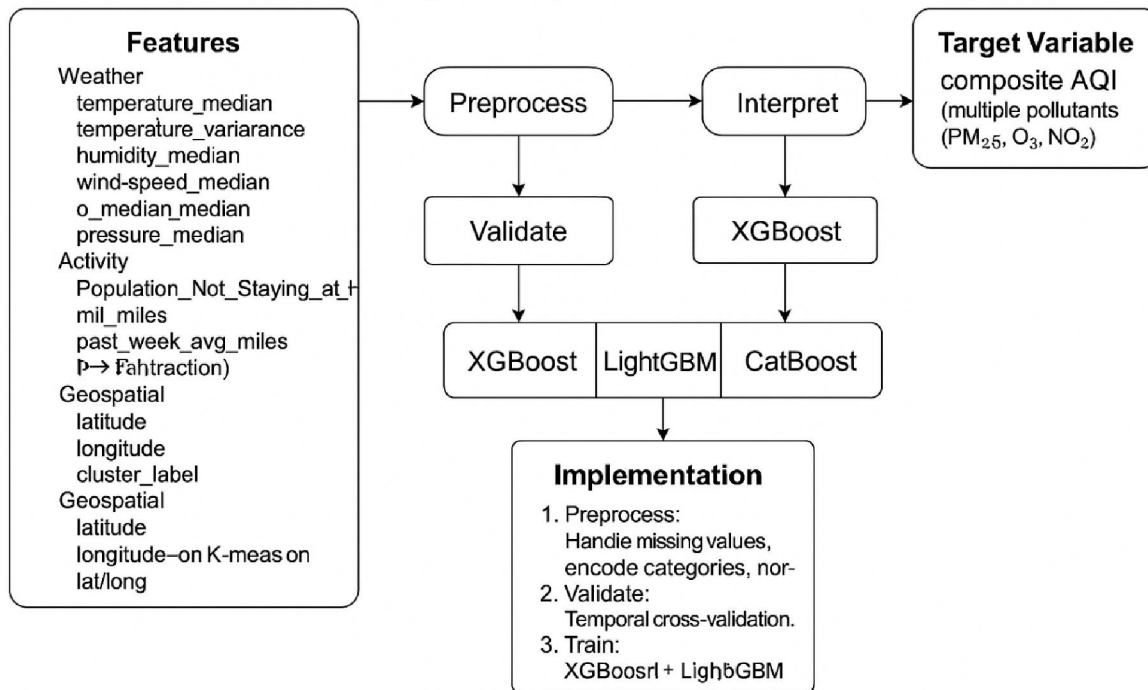 Features
Weather
temperature_median
temperature_variarance
humidity_median
wind-speed_median
o_median_median
pressure_median
Activity
Population_Not_Staying_at_
mil_miles
past_week_avg_miles
→ Fahtraction)
Geospatial
latitude
longitude
cluster_label
Geospatial
latitude
longitude–on K-meas on
lat/long
Preprocess
Interpret
Target Variable
composite AQI
(multiple pollutants
(PM₂₅, O₃, NO₂)
Validate
XGBoost
XGBoost
LightGBM
CatBoost
Implementation
1. Preprocess:
Handie missing values,
encode categories, nor-
2. Validate:
Temporal cross-validation.
3. Train:
XGBoosrl + LighbGBM